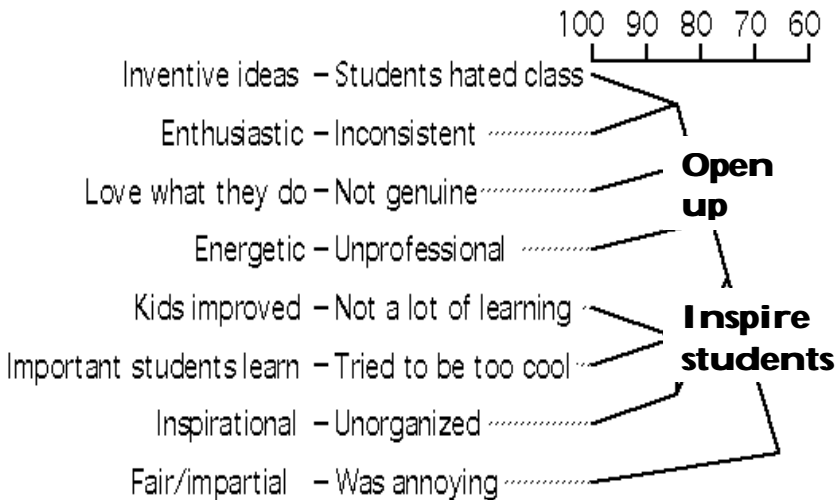 100 90 80 70 60
Inventive ideas – Students hated class
Enthusiastic – Inconsistent
Love what they do – Not genuine
Energetic – Unprofessional
Kids improved – Not a lot of learning
Important students learn – Tried to be too cool
Inspirational – Unorganized
Fair/impartial – Was annoying
Open
up
Inspire
students